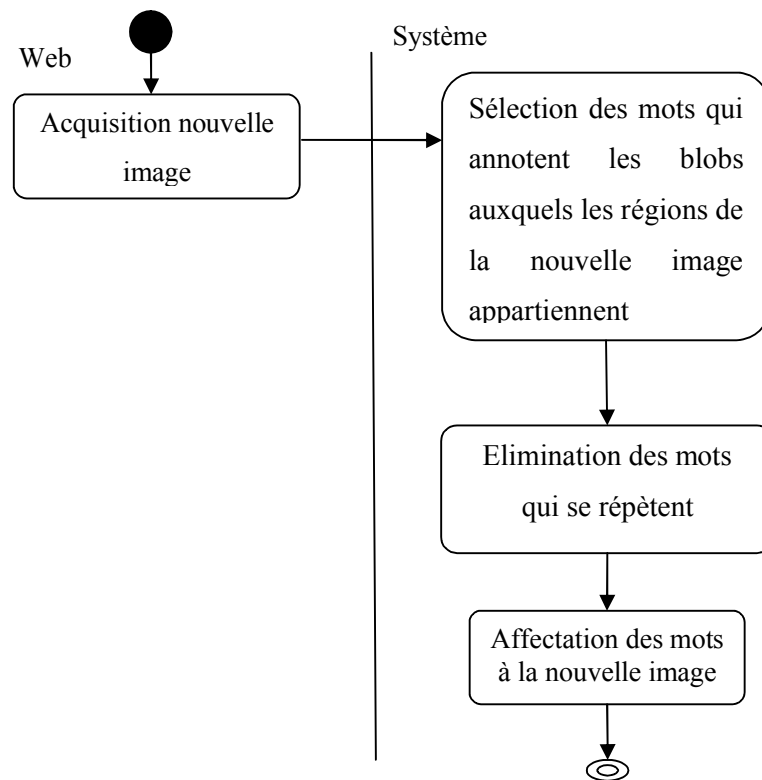 Web
Système
Acquisition nouvelle
image
Sélection des mots qui
annotent les blobs
auxquels les régions de
la nouvelle image
appartiennent
Elimination des mots
qui se répètent
Affectation des mots
à la nouvelle image